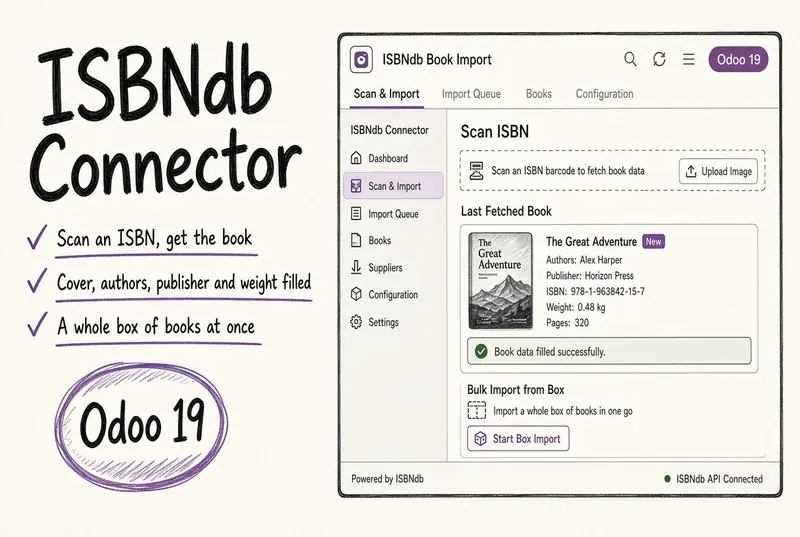 ISBNdb
Connector
Scan an ISBN, get the book
Cover, authors, publisher and weight filled
A whole box of books at once
Odoo 19
ISBNdb Book Import
Odoo 19
Scan & Import
Import Queue
Books
Configuration
ISBNdb Connector
Dashboard
Scan & Import
Import Queue
Books
Suppliers
Configuration
Settings
Scan ISBN
Scan an ISBN barcode to fetch book data
Upload Image
Last Fetched Book
The
Great
Adventure
The Great Adventure New
Authors: Alex Harper
Publisher: Horizon Press
ISBN: 978-1-963842-15-7
Weight: 0.48 kg
Pages: 320
Book data filled successfully.
Bulk Import from Box
Import a whole box of books in one go
Start Box Import
Powered by ISBNdb
ISBNdb API Connected